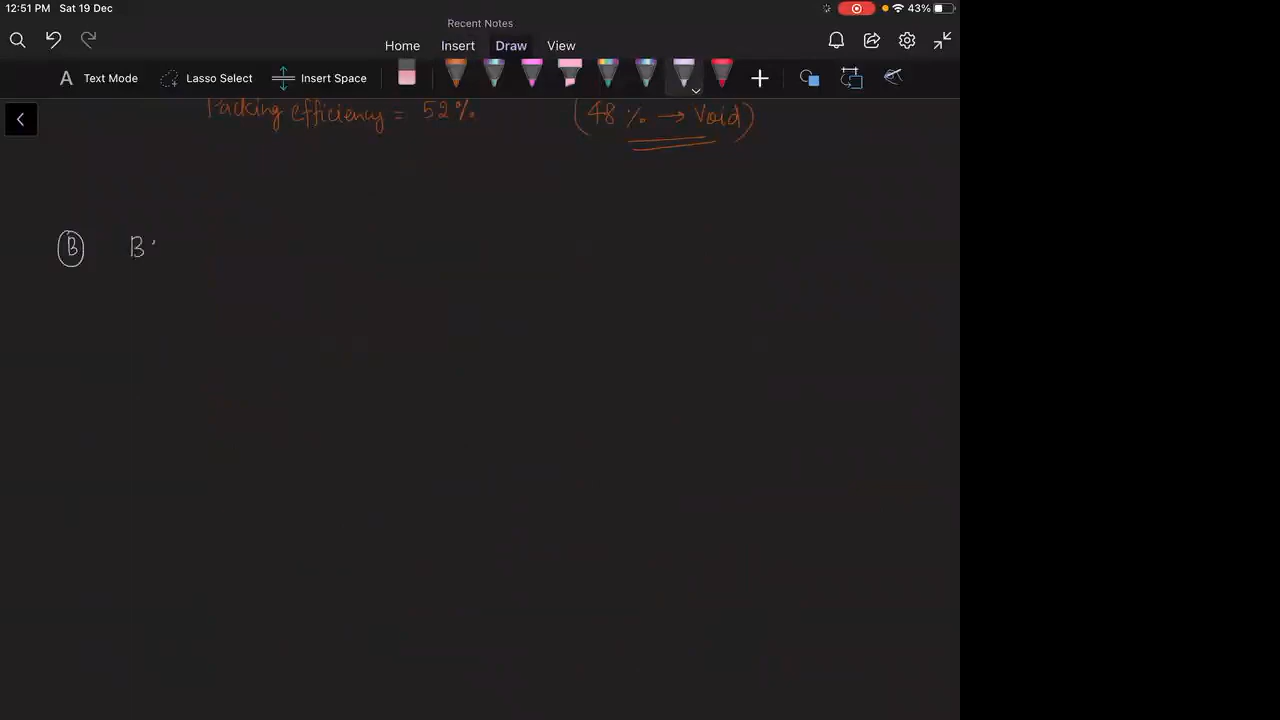 12:51 PM Sat 19 Dec 43%
Recent Notes
Home Insert Draw View
A Text Mode Lasso Select Insert Space
Packing efficiency = 52% (48 % → Void)
B B